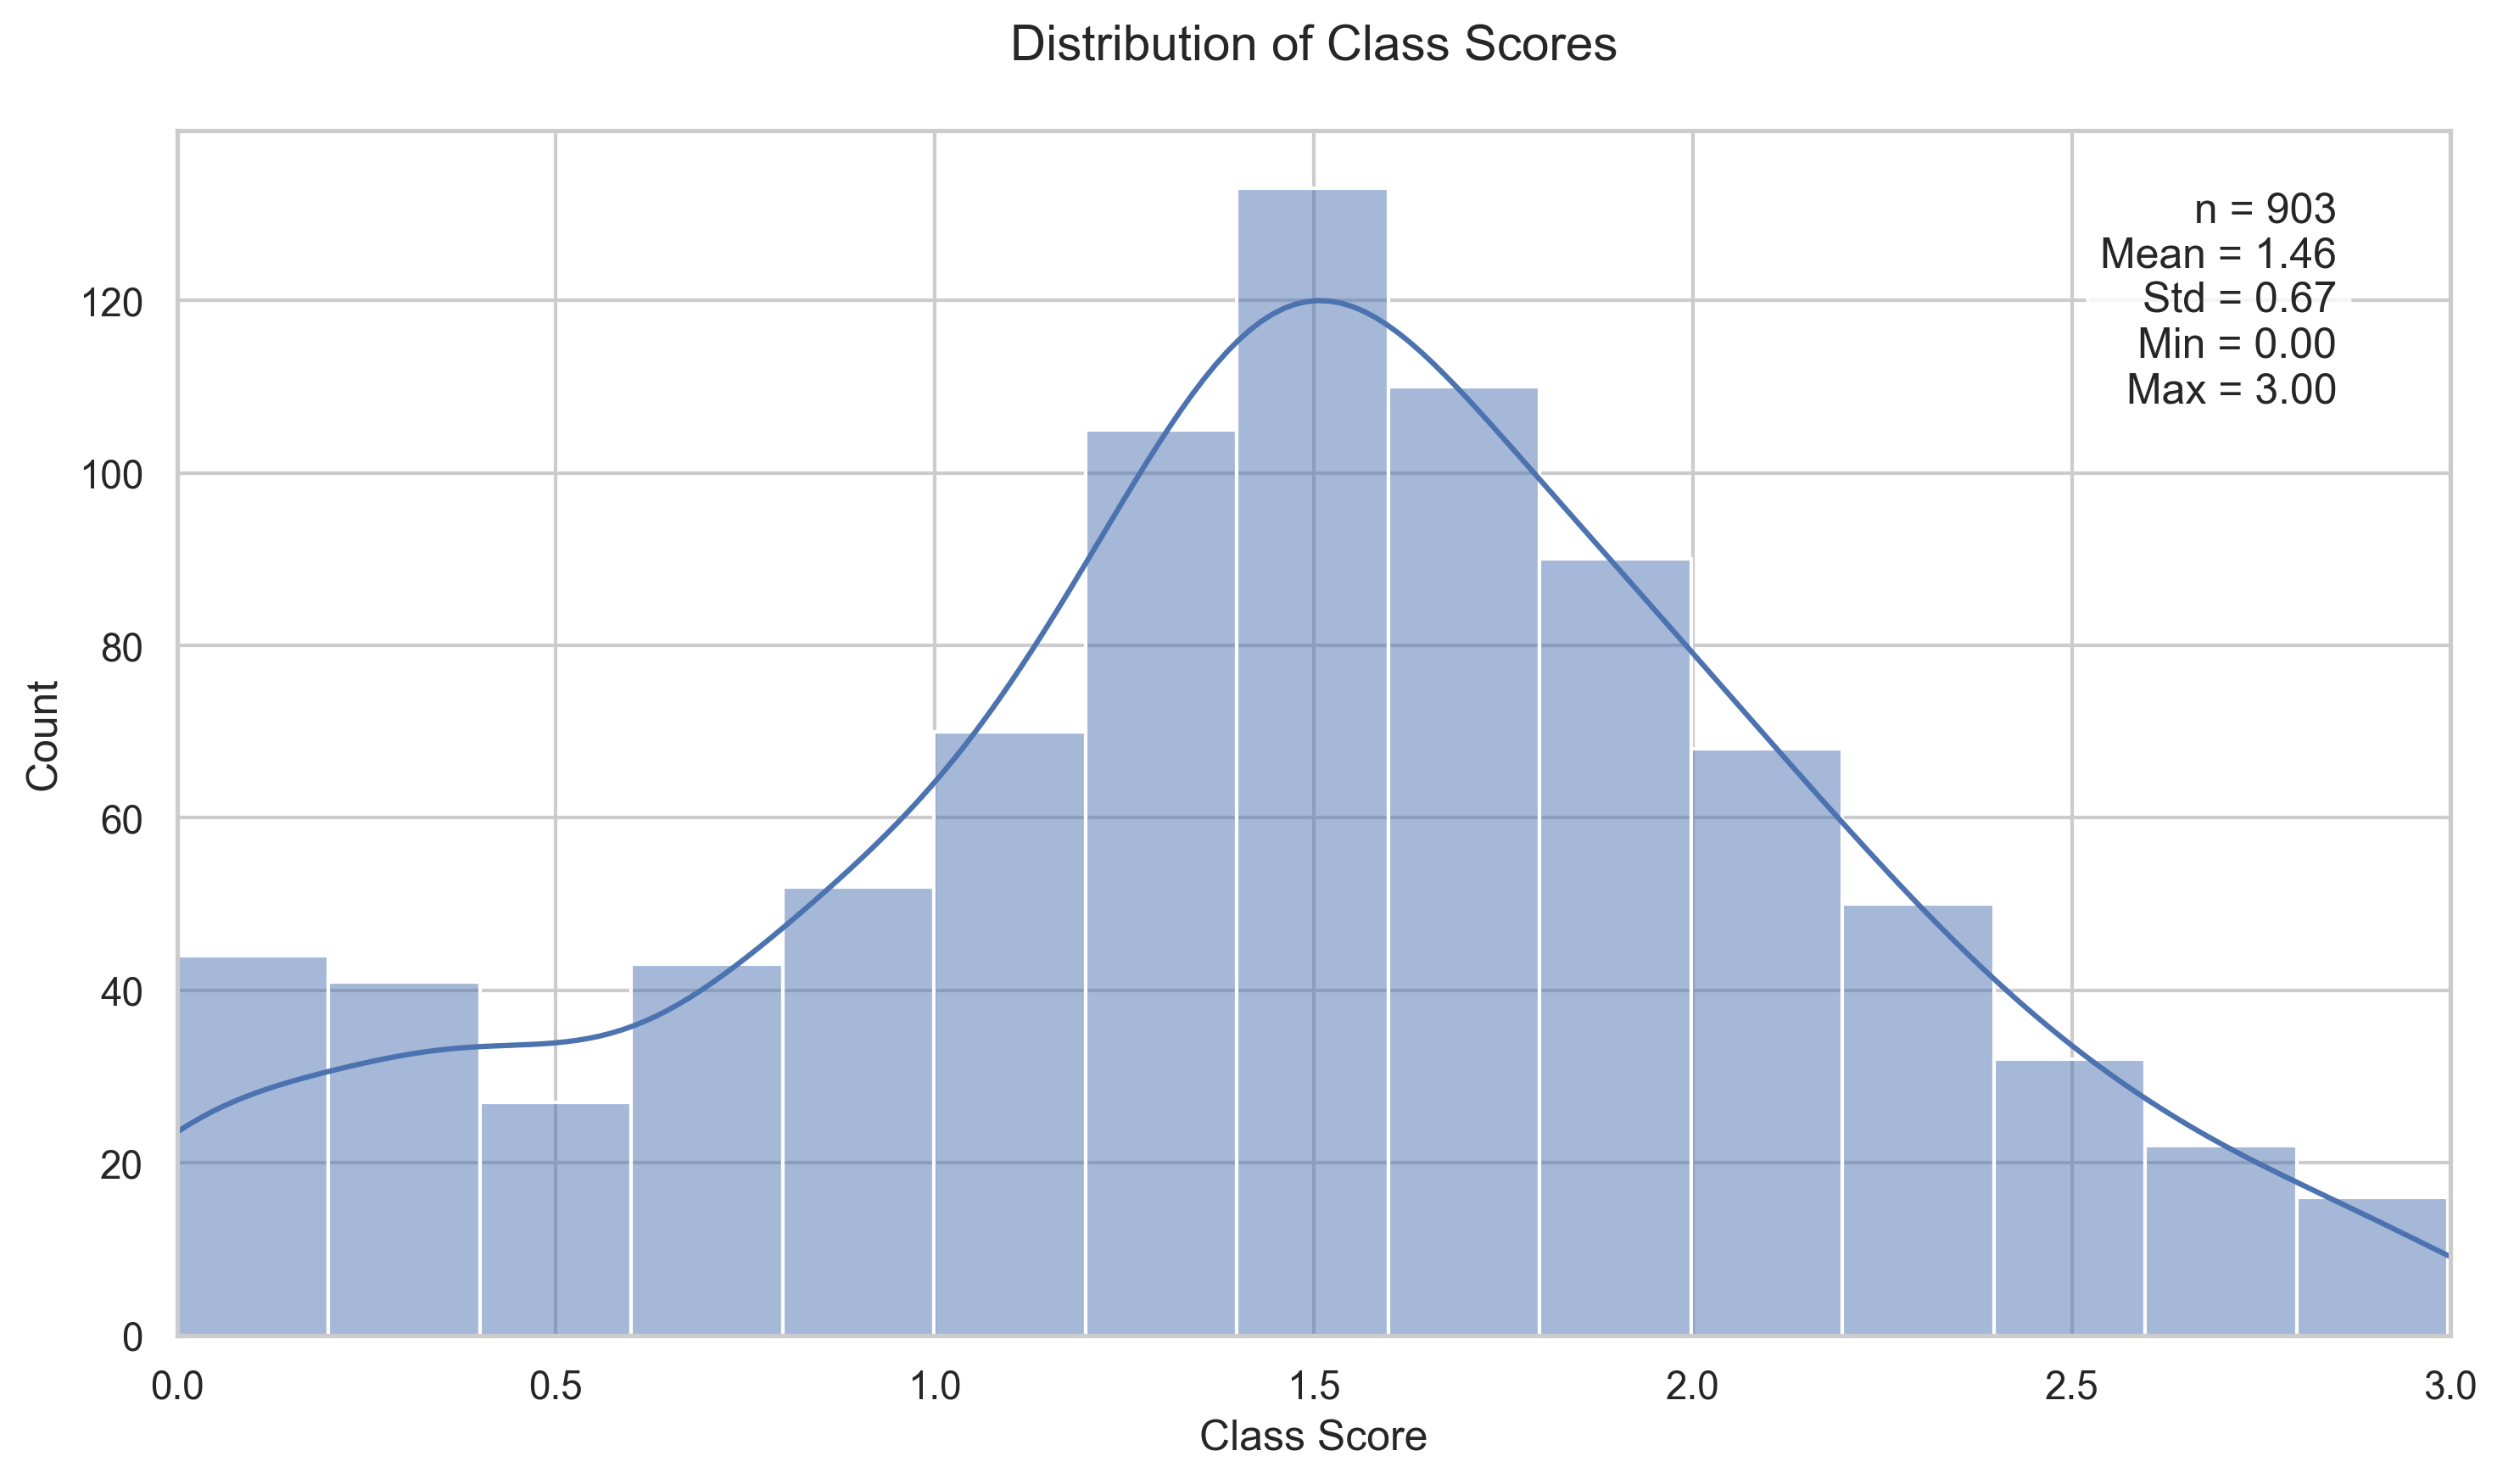 Distribution of Class Scores
n = 903
Mean = 1.46
Std = 0.67
Min = 0.00
Max = 3.00
120
100
80
60
40
20
0
Count
0.0 0.5 1.0 1.5 2.0 2.5 3.0
Class Score